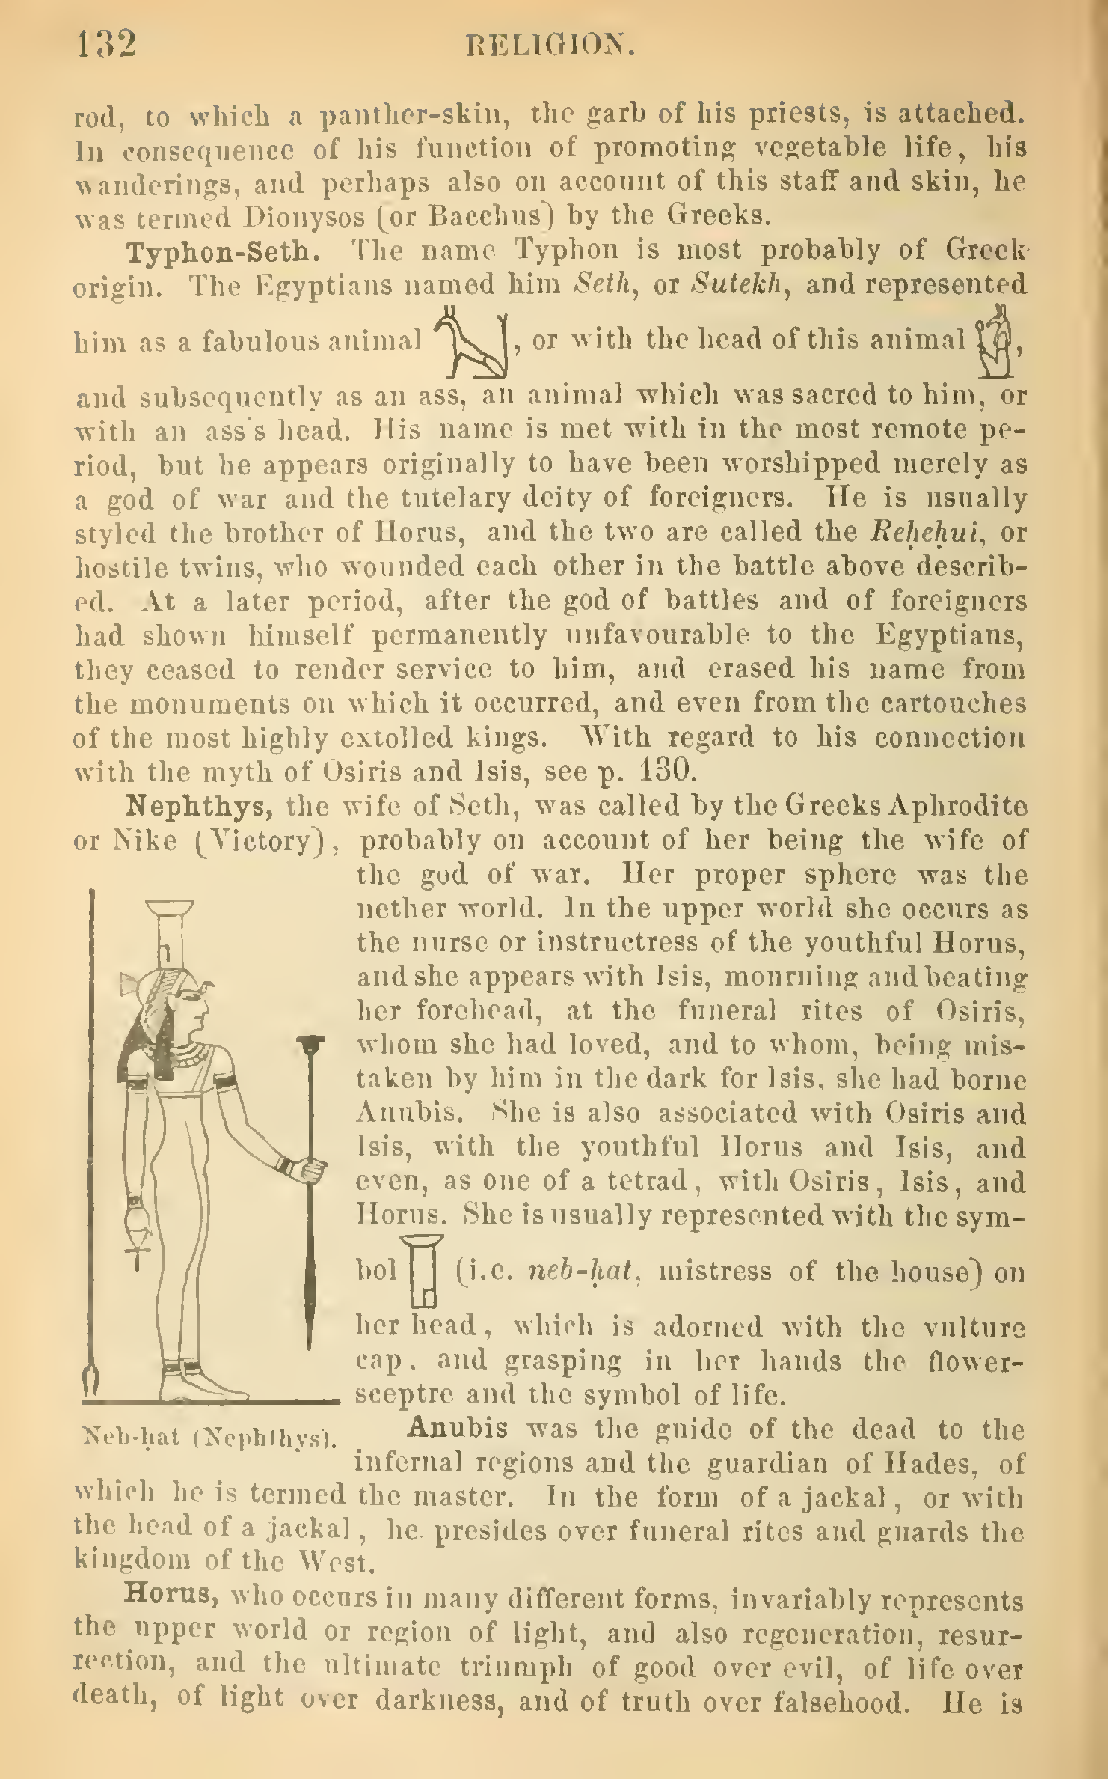 132 RELIGION.
rod, to which a panther-skin, the garb of his priests, is attached.
In consequence of his function of promoting vegetable life, his
wanderings, and perhaps also on account of this staff and skin, he
was termed Dionysos (or Bacchus) by the Greeks.
Typhon-Seth. The name Typhon is most probably of Greek
origin. The Egyptians named him Seth, or Sutekh, and represented
him as a fabulous animal , or with the head of this animal ,
and subsequently as an ass, an animal which was sacred to him, or
with an ass's head. His name is met with in the most remote pe-
riod, but he appears originally to have been worshipped merely as
a god of war and the tutelary deity of foreigners. He is usually
styled the brother of Horus, and the two are called the Reḥeḥui, or
hostile twins, who wounded each other in the battle above describ-
ed. At a later period, after the god of battles and of foreigners
had shown himself permanently unfavourable to the Egyptians,
they ceased to render service to him, and erased his name from
the monuments on which it occurred, and even from the cartouches
of the most highly extolled kings. With regard to his connection
with the myth of Osiris and Isis, see p. 130.
Nephthys, the wife of Seth, was called by the Greeks Aphrodite
or Nike (Victory), probably on account of her being the wife of
the god of war. Her proper sphere was the
nether world. In the upper world she occurs as
the nurse or instructress of the youthful Horus,
and she appears with Isis, mourning and beating
her forehead, at the funeral rites of Osiris,
whom she had loved, and to whom, being mis-
taken by him in the dark for Isis, she had borne
Anubis. She is also associated with Osiris and
Isis, with the youthful Horus and Isis, and
even, as one of a tetrad, with Osiris, Isis, and
Horus. She is usually represented with the sym-
bol (i.e. neb-ḥat, mistress of the house) on
her head, which is adorned with the vulture
cap, and grasping in her hands the flower-
sceptre and the symbol of life.
Neb-ḥat (Nephthys).
Anubis was the guide of the dead to the
infernal regions and the guardian of Hades, of
which he is termed the master. In the form of a jackal, or with
the head of a jackal, he presides over funeral rites and guards the
kingdom of the West.
Horus, who occurs in many different forms, invariably represents
the upper world or region of light, and also regeneration, resur-
rection, and the ultimate triumph of good over evil, of life over
death, of light over darkness, and of truth over falsehood. He is